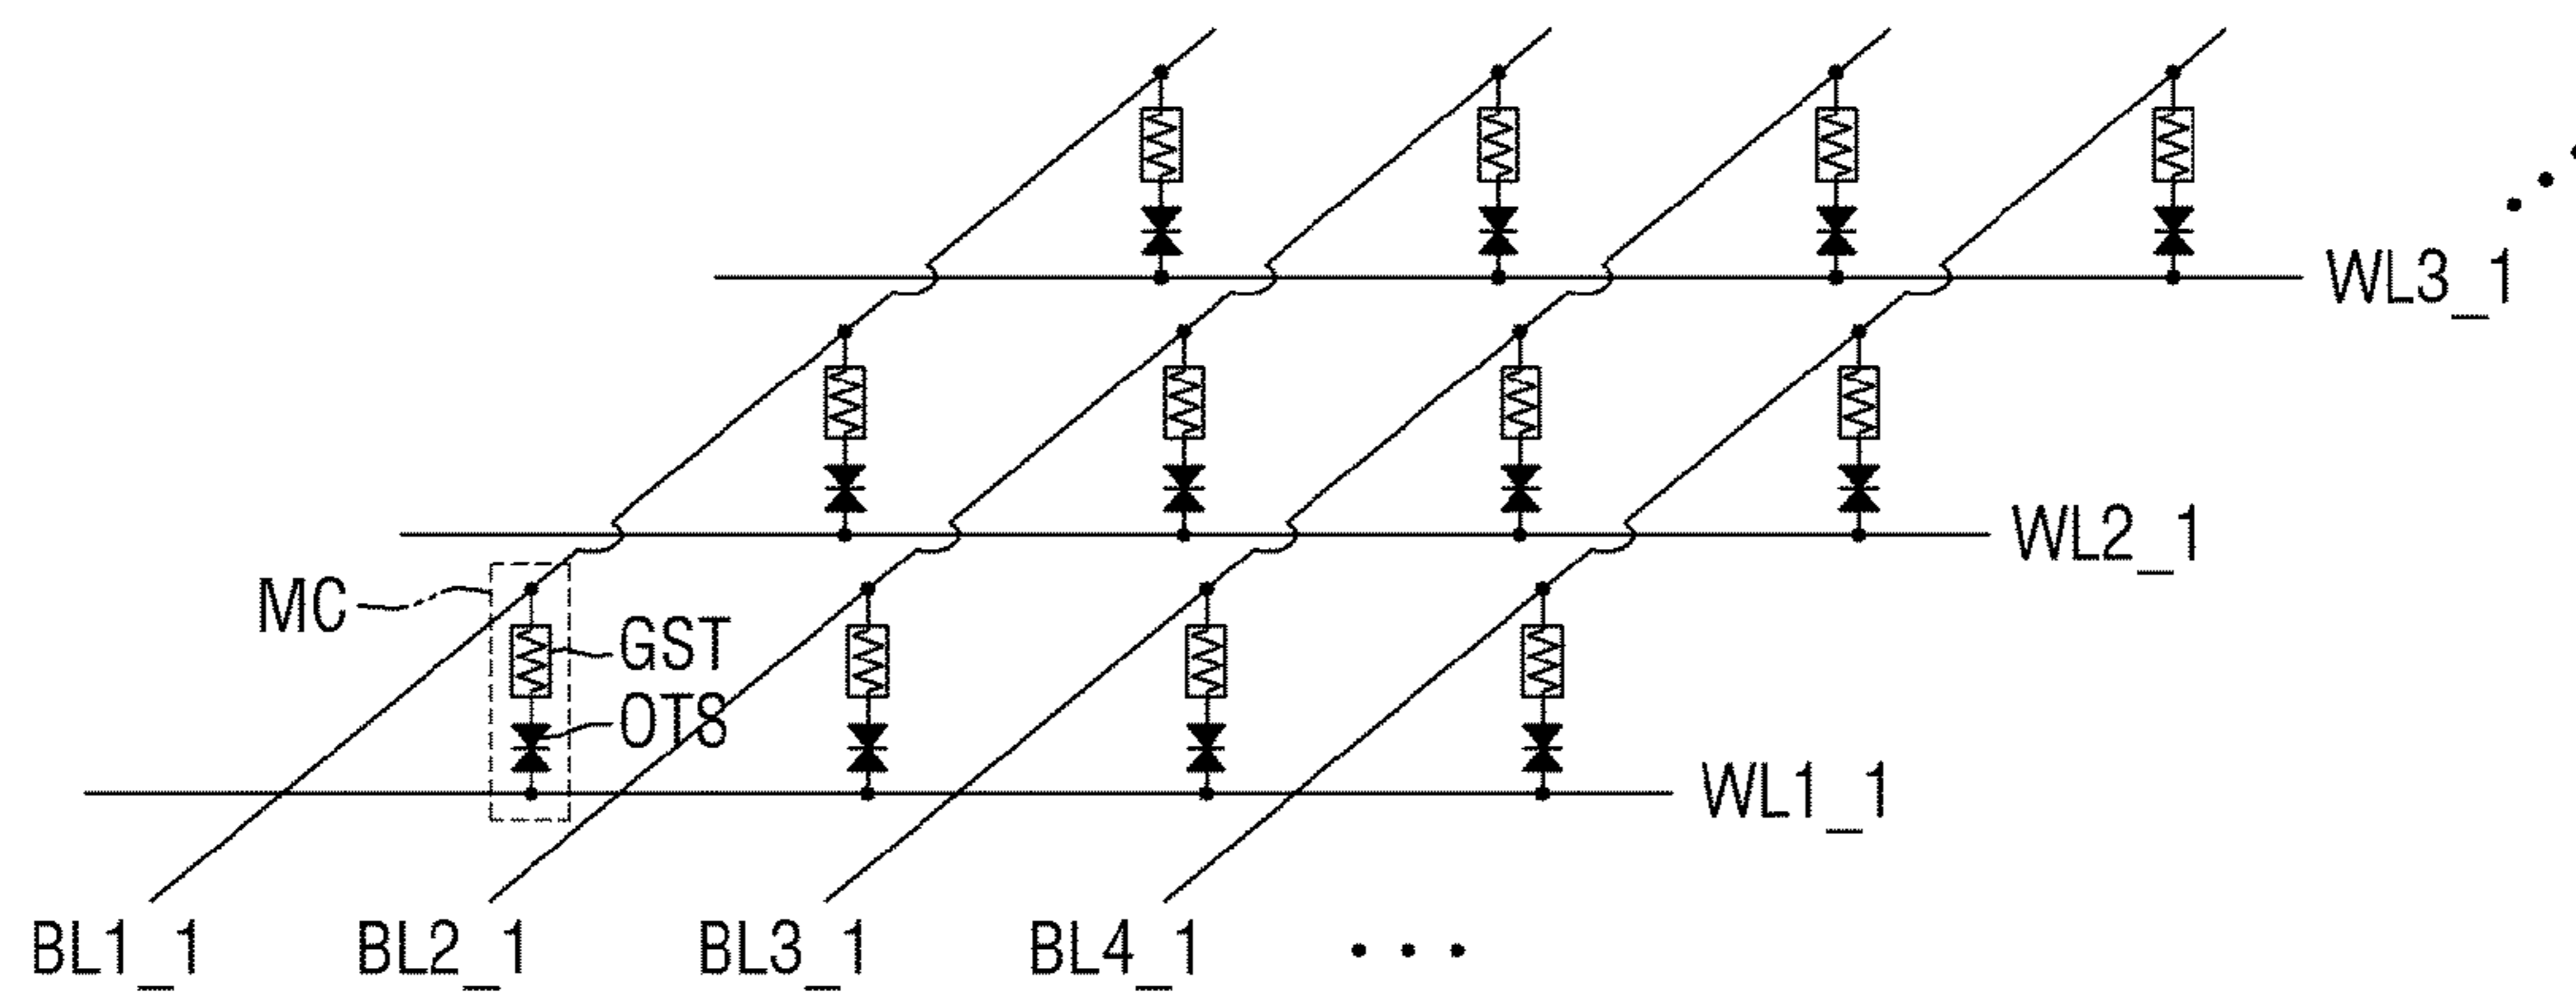 WL3_1
WL2_1
MC
GST
OTS
WL1_1
BL1_1 BL2_1 BL3_1 BL4_1 • • •